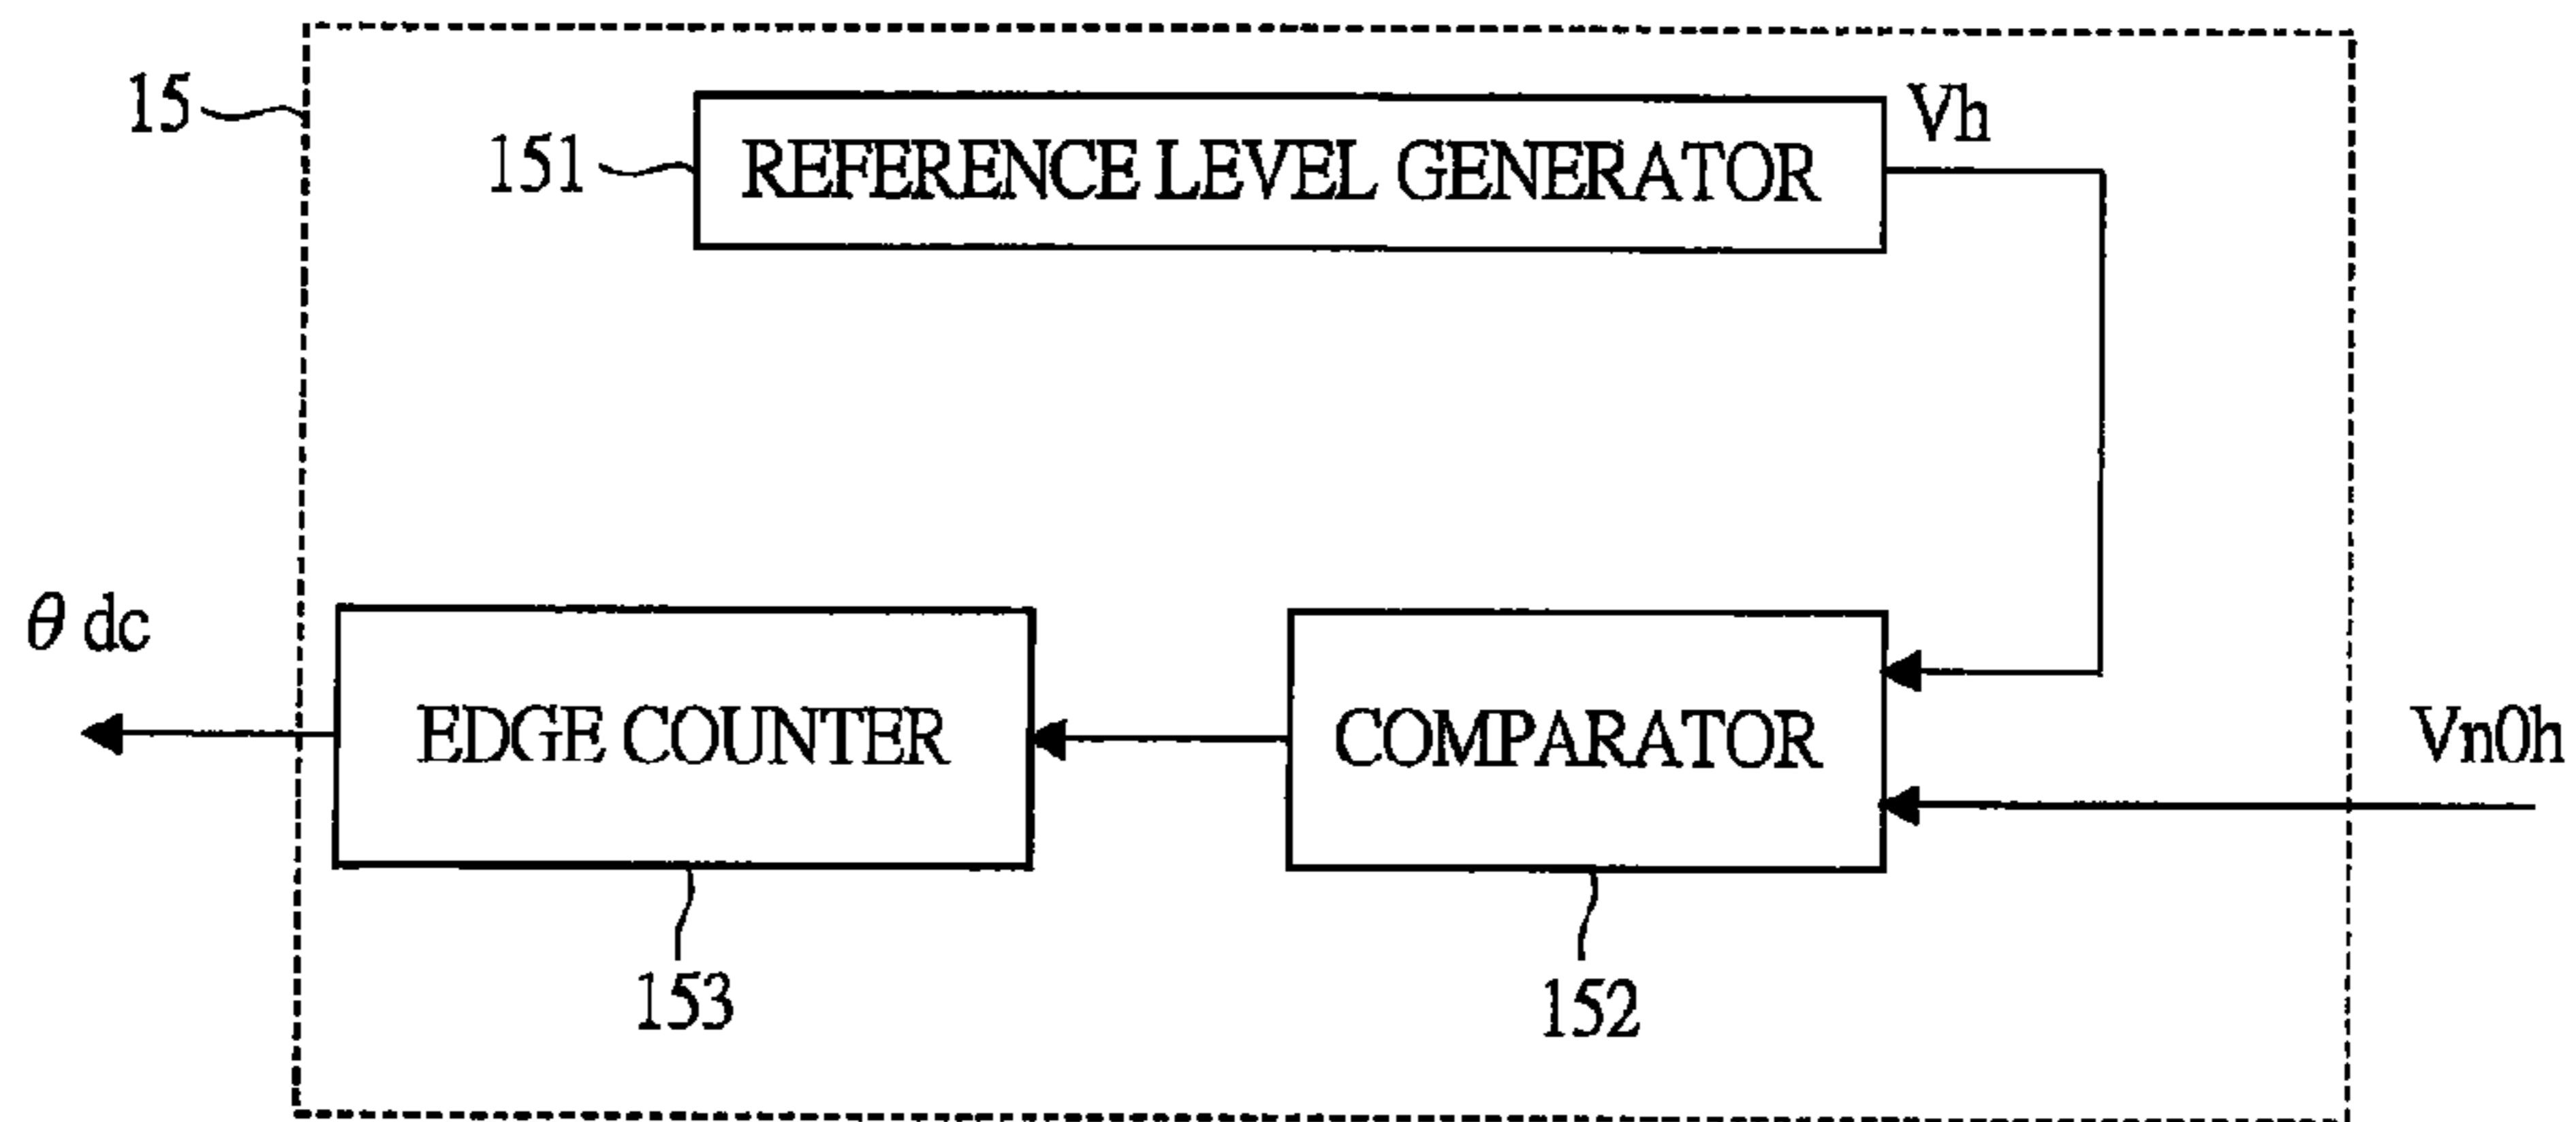 15
151
REFERENCE LEVEL GENERATOR
Vh
θ dc
EDGE COUNTER
COMPARATOR
Vn0h
153
152